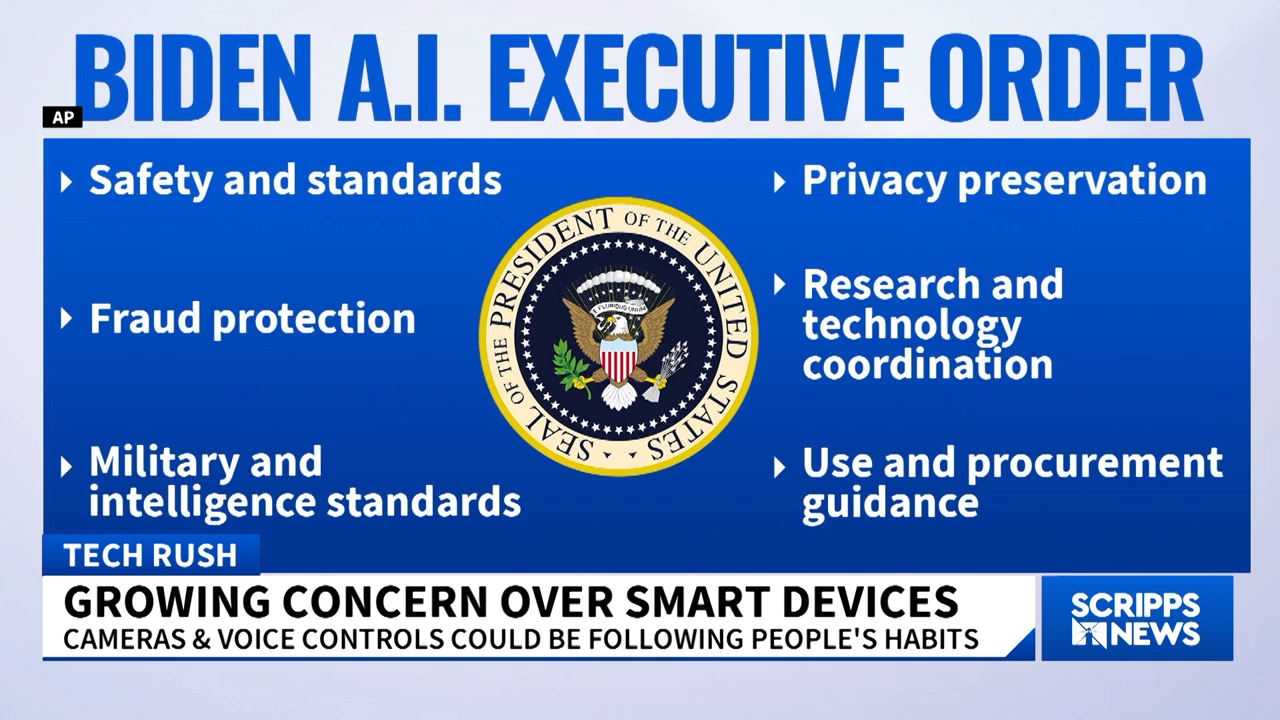 BIDEN A.I. EXECUTIVE ORDER
AP
Safety and standards
Fraud protection
Military and
intelligence standards
SEAL OF THE PRESIDENT OF THE UNITED STATES
E PLURIBUS UNUM
Privacy preservation
Research and
technology
coordination
Use and procurement
guidance
TECH RUSH
GROWING CONCERN OVER SMART DEVICES
CAMERAS & VOICE CONTROLS COULD BE FOLLOWING PEOPLE'S HABITS
SCRIPPS
NEWS